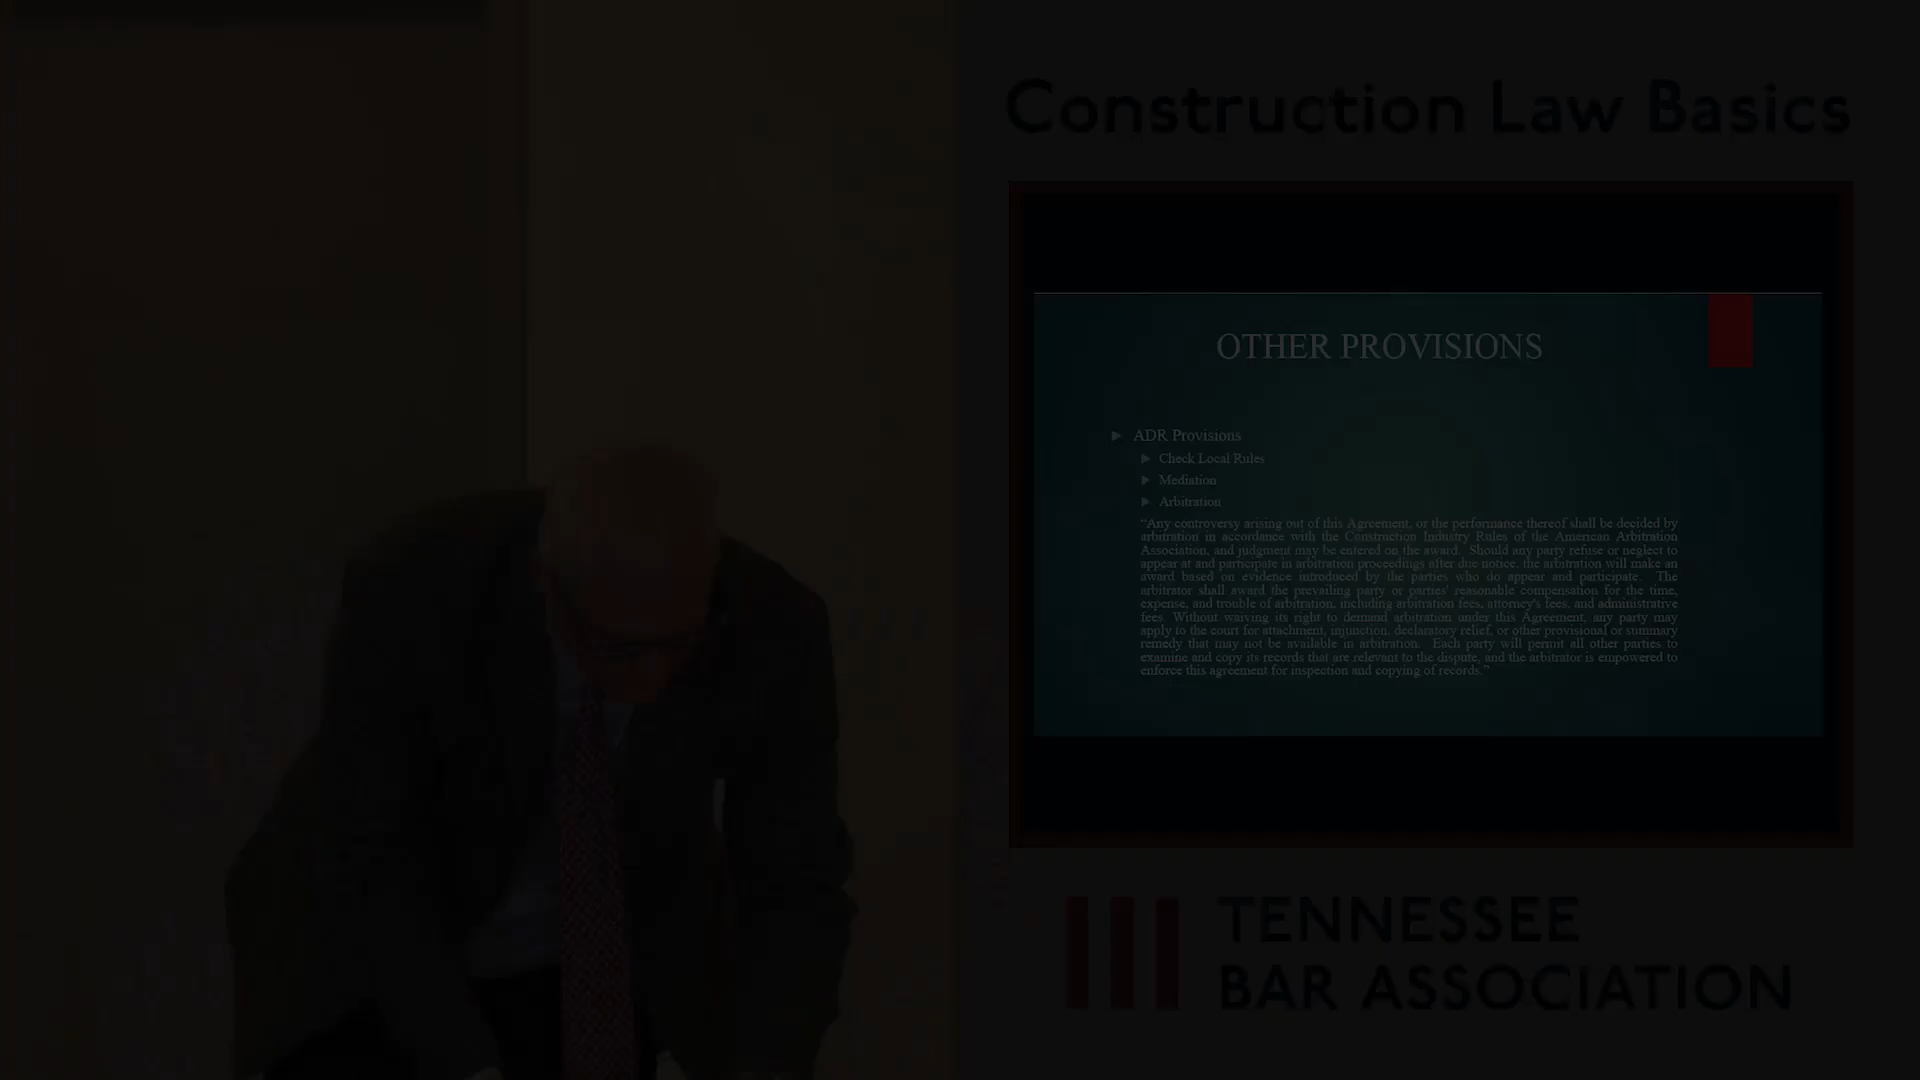 Construction Law Basics
OTHER PROVISIONS
ADR Provisions
Check Local Rules
Mediation
Arbitration
“Any controversy arising out of this Agreement, or the performance thereof shall be decided by
arbitration in accordance with the Construction Industry Rules of the American Arbitration
Association, and judgment may be entered on the award. Should any party refuse or neglect to
appear at and participate in arbitration proceedings after due notice, the arbitration will make an
award based on evidence introduced by the parties who do appear and participate. The
arbitrator shall award the prevailing party or parties' reasonable compensation for the time,
expense, and trouble of arbitration, including arbitration fees, attorney's fees, and administrative
fees. Without waiving its right to demand arbitration under this Agreement, any party may
apply to the court for attachment, injunction, declaratory relief, or other provisional or summary
remedy that may not be available in arbitration. Each party will permit all other parties to
examine and copy its records that are relevant to the dispute, and the arbitrator is empowered to
enforce this agreement for inspection and copying of records.”
TENNESSEE
BAR ASSOCIATION